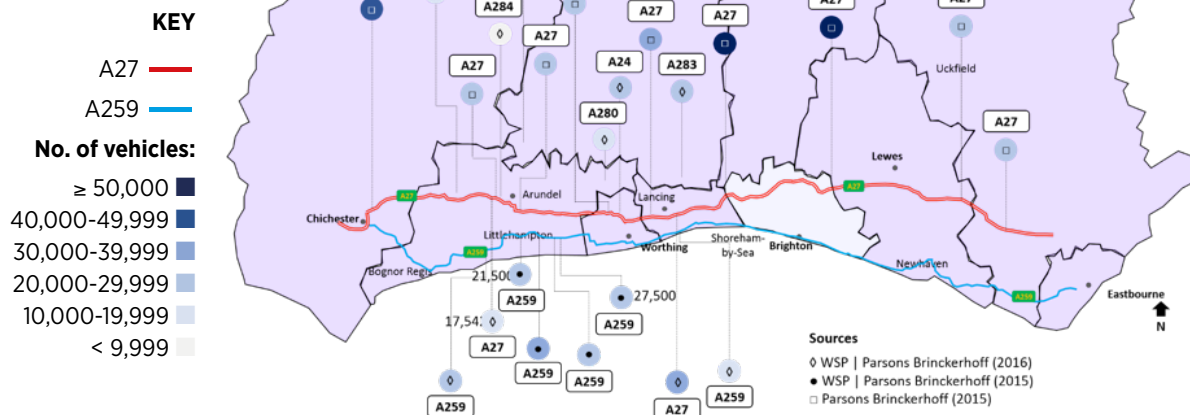 KEY
A27
A259
No. of vehicles:
≥ 50,000
40,000-49,999
30,000-39,999
20,000-29,999
10,000-19,999
< 9,999
A284
A27
A27
A27
A27
A27
A24
A283
A280
A27
Uckfield
Lewes
A27
A27
Arundel
Lancing
Chichester
Littlehampton
Worthing
Shoreham-
by-Sea
Brighton
A259
Bognor Regis
Newhaven
A259
Eastbourne
N
21,500
A259
27,500
A259
A27
A259
A259
A259
A27
A259
Sources
◊ WSP | Parsons Brinckerhoff (2016)
● WSP | Parsons Brinckerhoff (2015)
□ Parsons Brinckerhoff (2015)